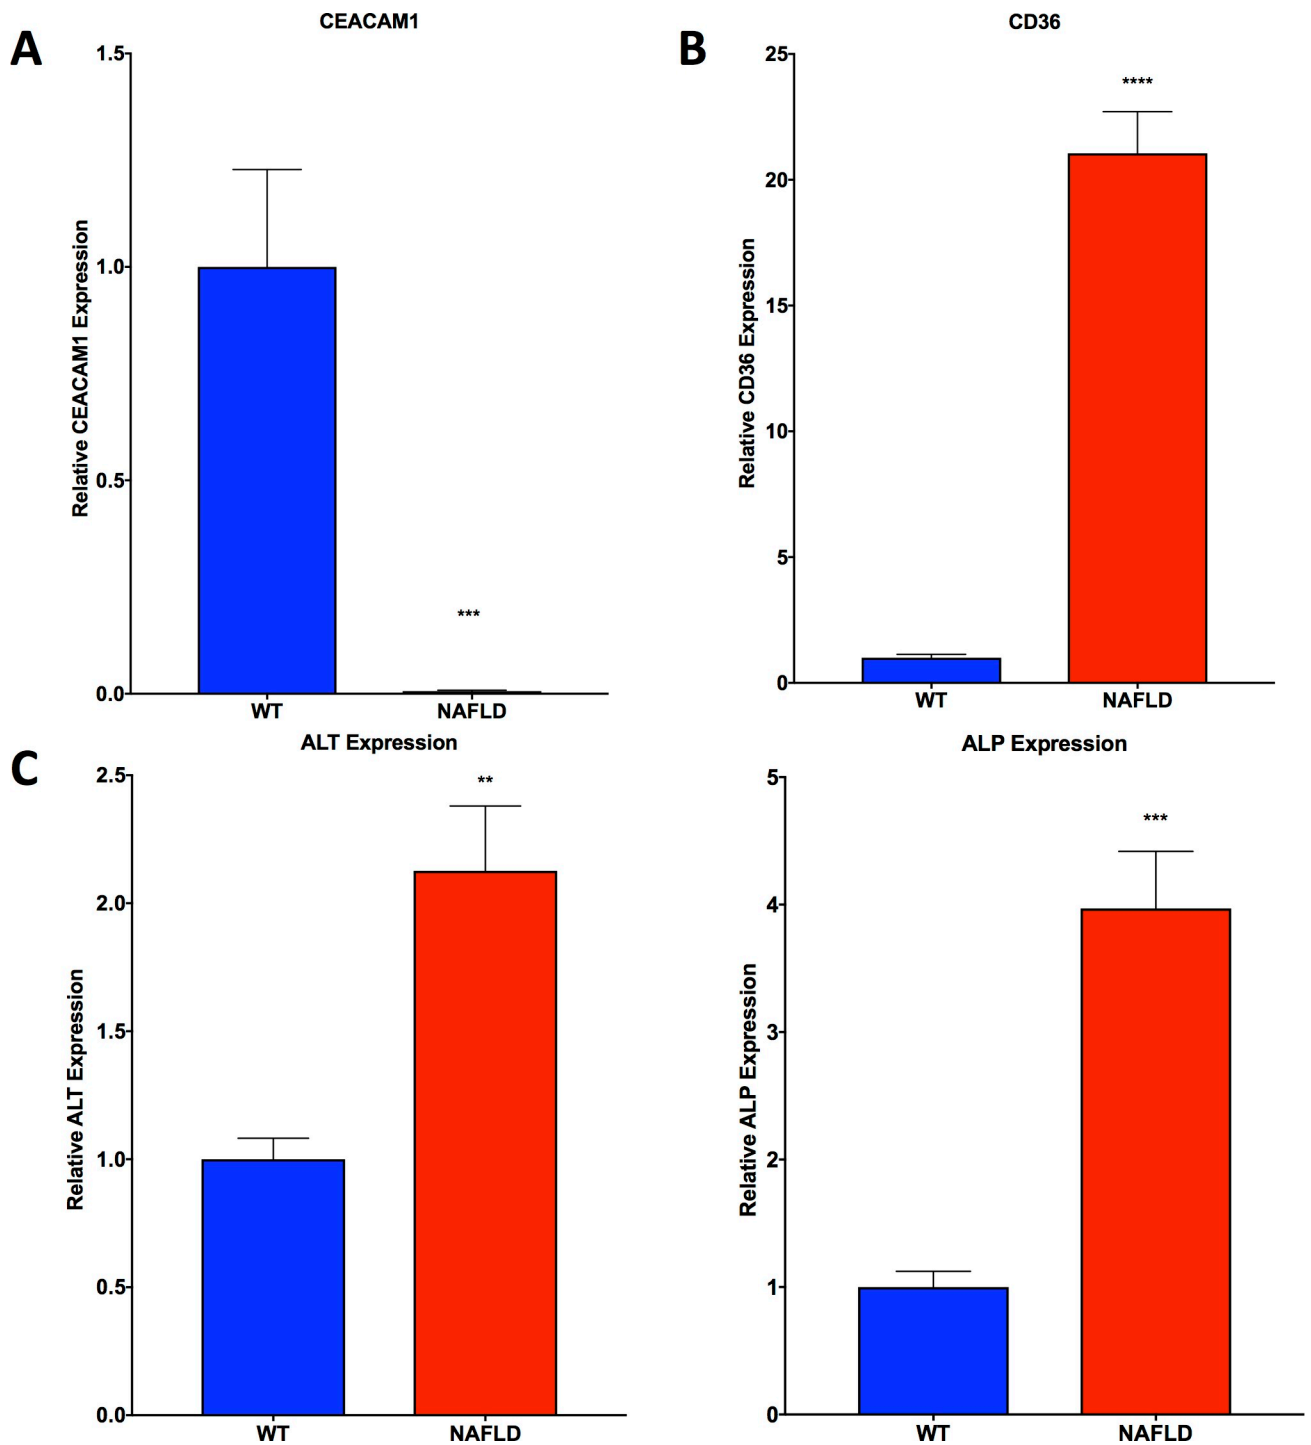 A
CEACAM1
Relative CEACAM1 Expression
1.5
1.0
0.5
0.0
***
WT
NAFLD
B
CD36
Relative CD36 Expression
25
20
15
10
5
0
****
WT
NAFLD
C
ALT Expression
Relative ALT Expression
2.5
2.0
1.5
1.0
0.5
0.0
**
WT
NAFLD
ALP Expression
Relative ALP Expression
5
4
3
2
1
0
***
WT
NAFLD